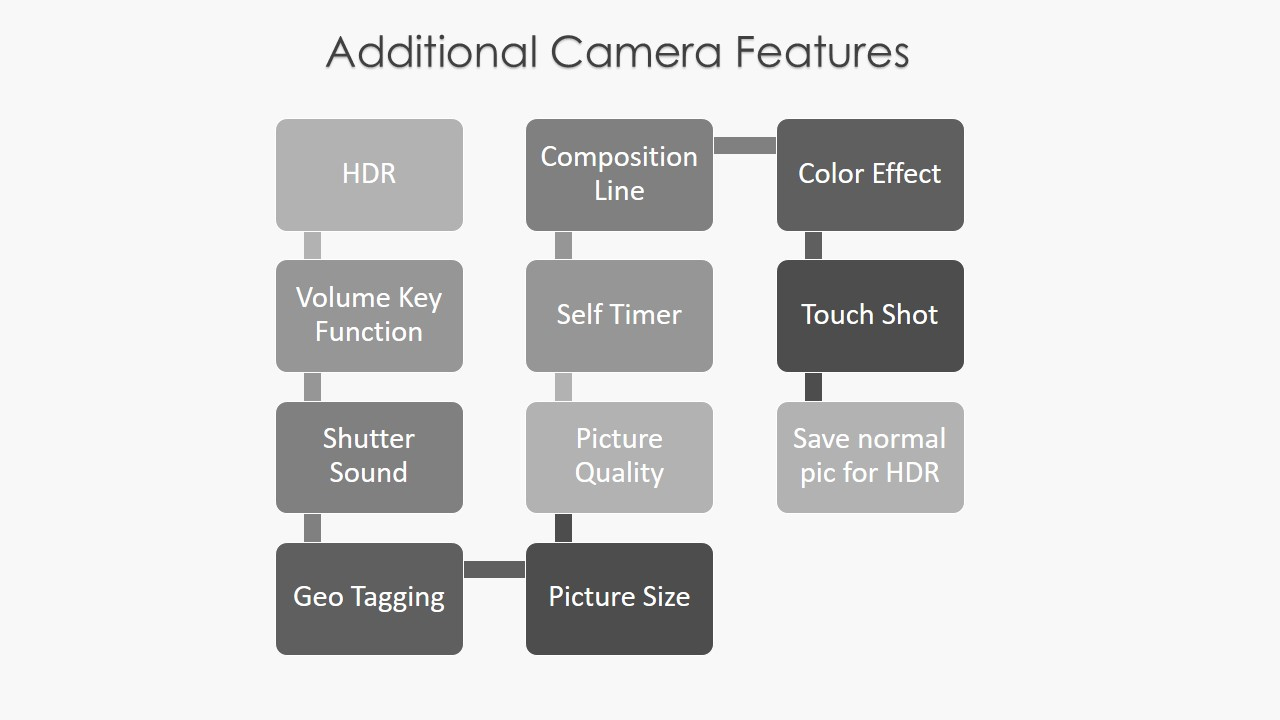 Additional Camera Features
HDR
Volume Key
Function
Shutter
Sound
Geo Tagging
Picture Size
Picture
Quality
Self Timer
Composition
Line
Color Effect
Touch Shot
Save normal
pic for HDR